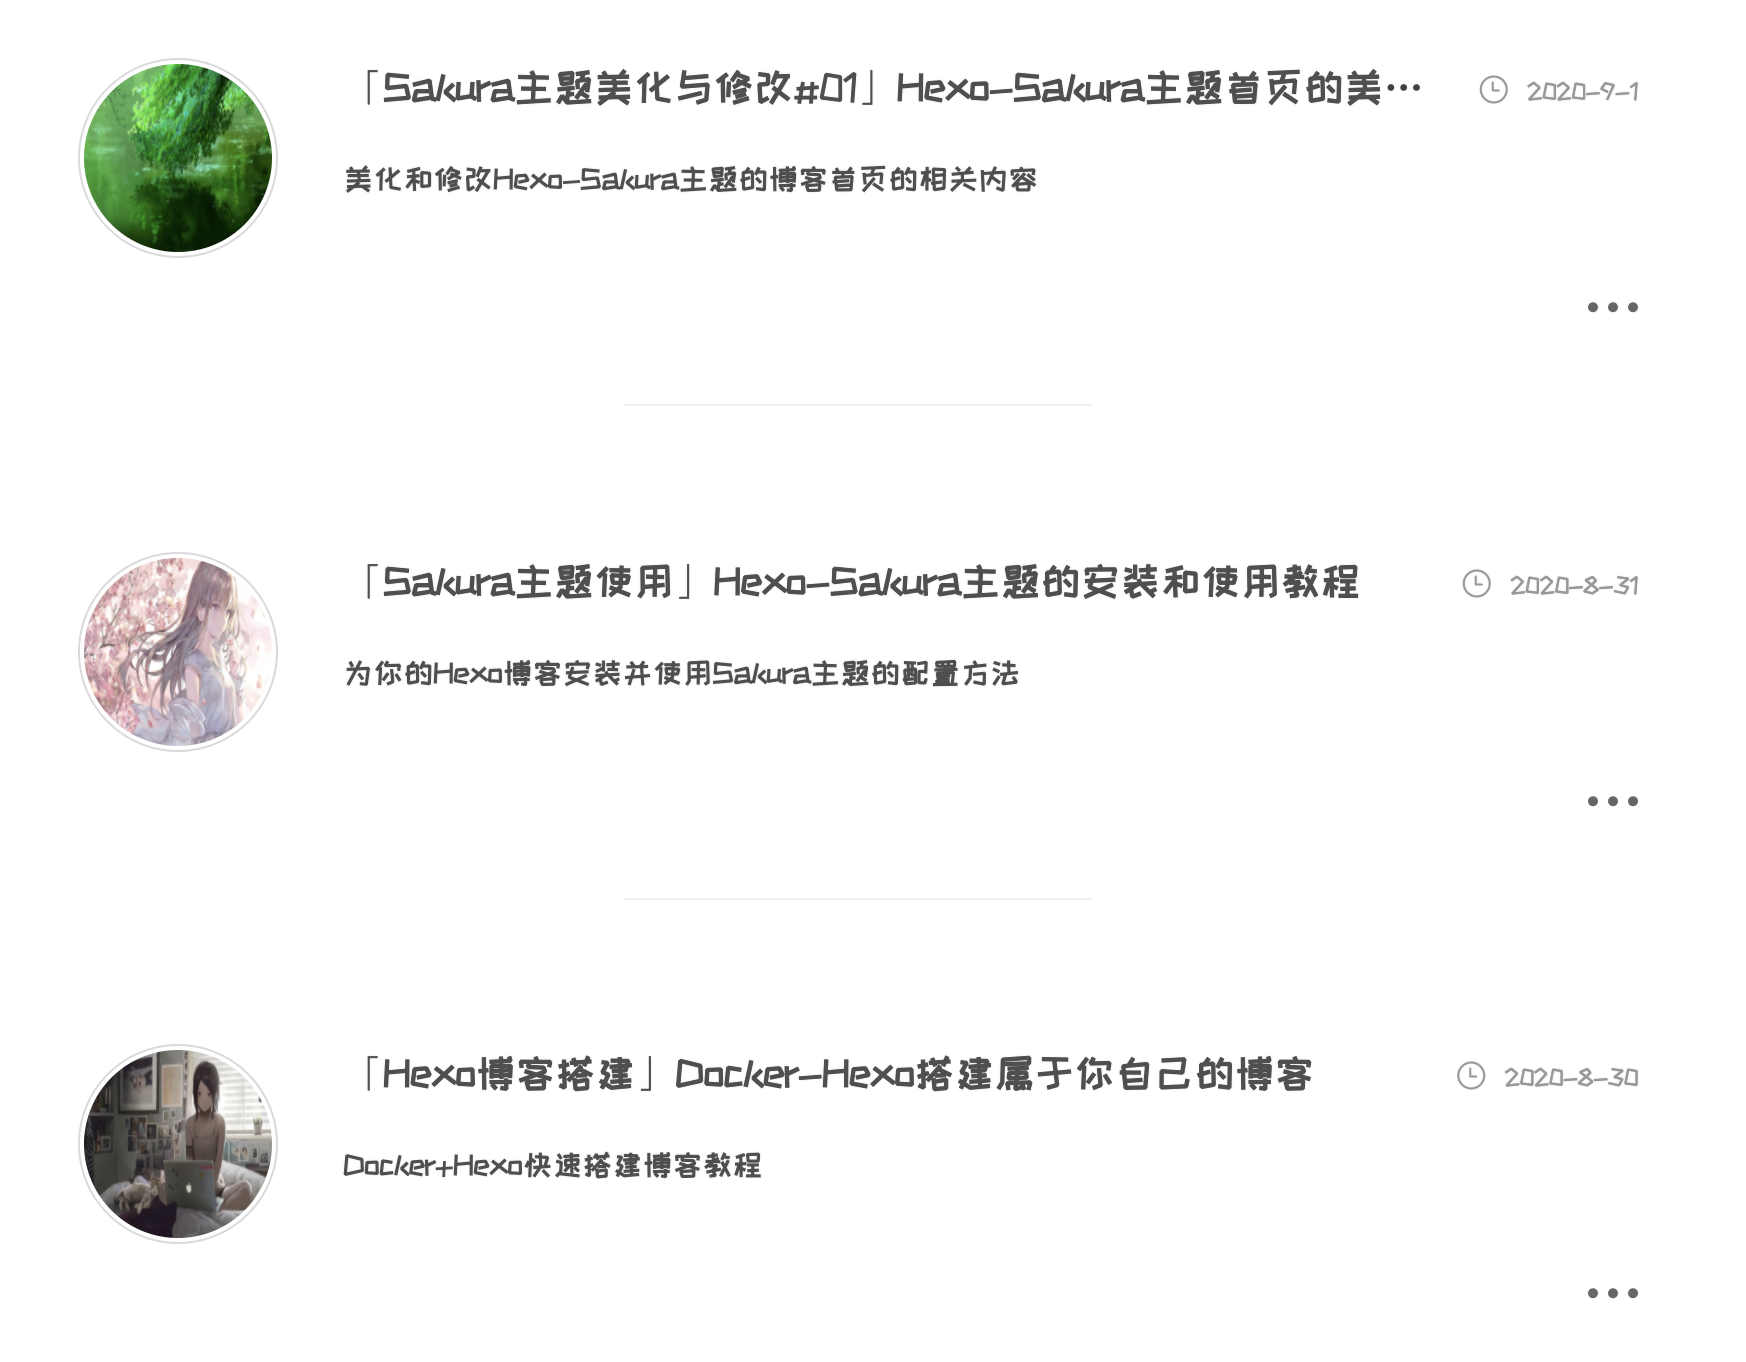 「Sakura主题美化与修改#01」Hexo-Sakura主题首页的美… 2020-9-1
美化和修改Hexo-Sakura主题的博客首页的相关内容
「Sakura主题使用」Hexo-Sakura主题的安装和使用教程 2020-8-31
为你的Hexo博客安装并使用Sakura主题的配置方法
「Hexo博客搭建」Docker-Hexo搭建属于你自己的博客 2020-8-30
Docker+Hexo快速搭建博客教程